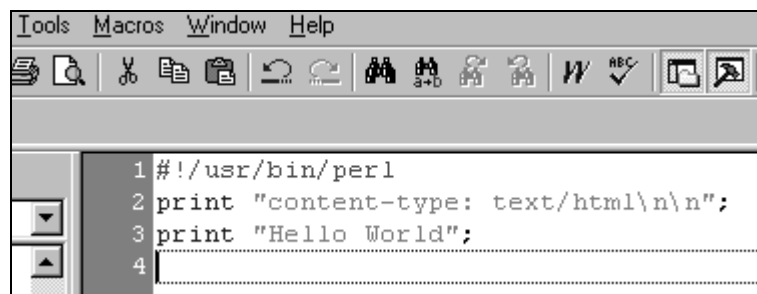 Tools Macros Window Help
a+b W ABC
1 #!/usr/bin/perl
2 print "content-type: text/html\n\n";
3 print "Hello World";
4